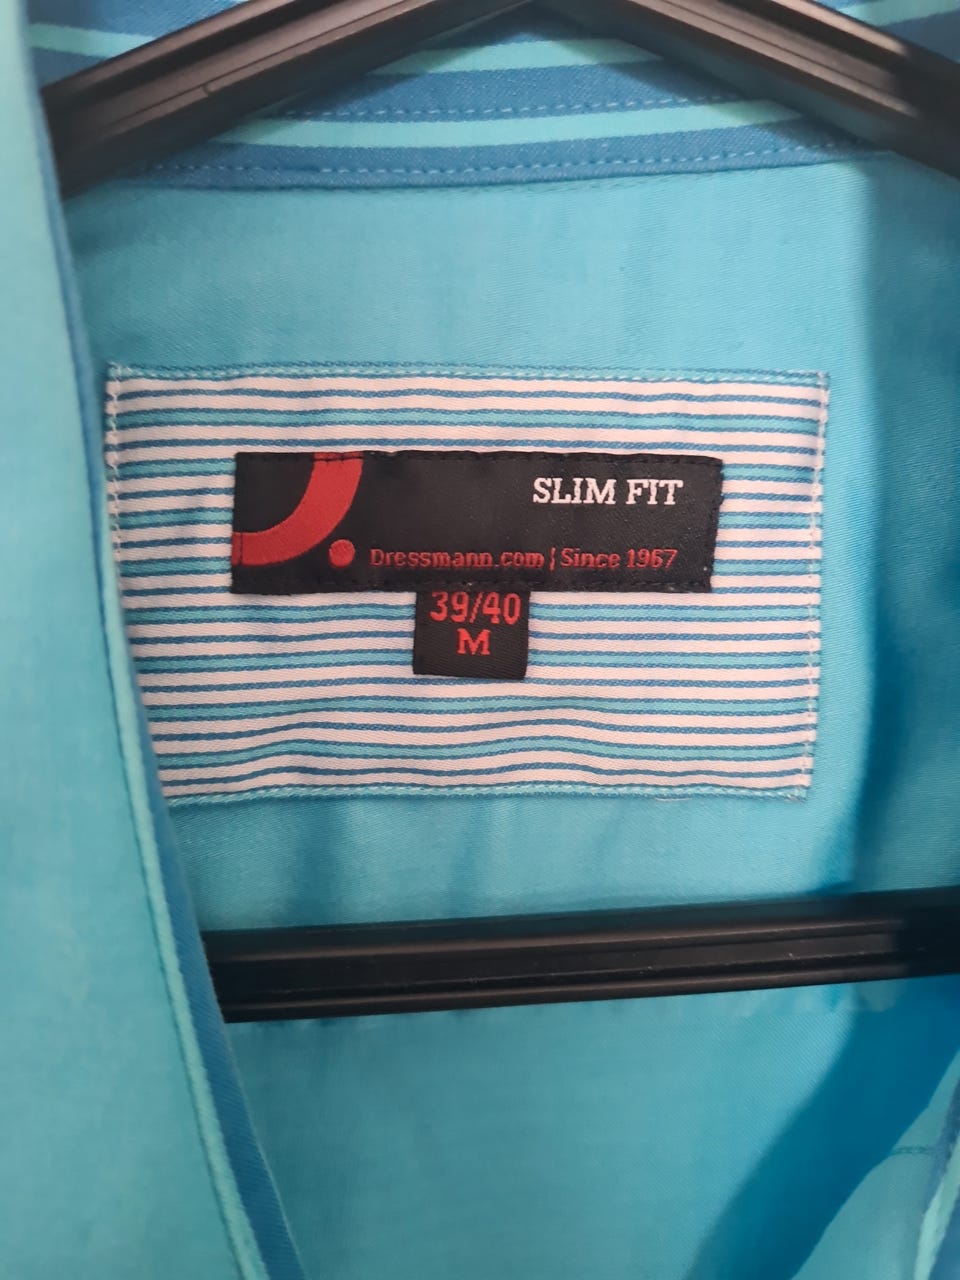 SLIM FIT
Dressmann.com | Since 1967
39/40
M